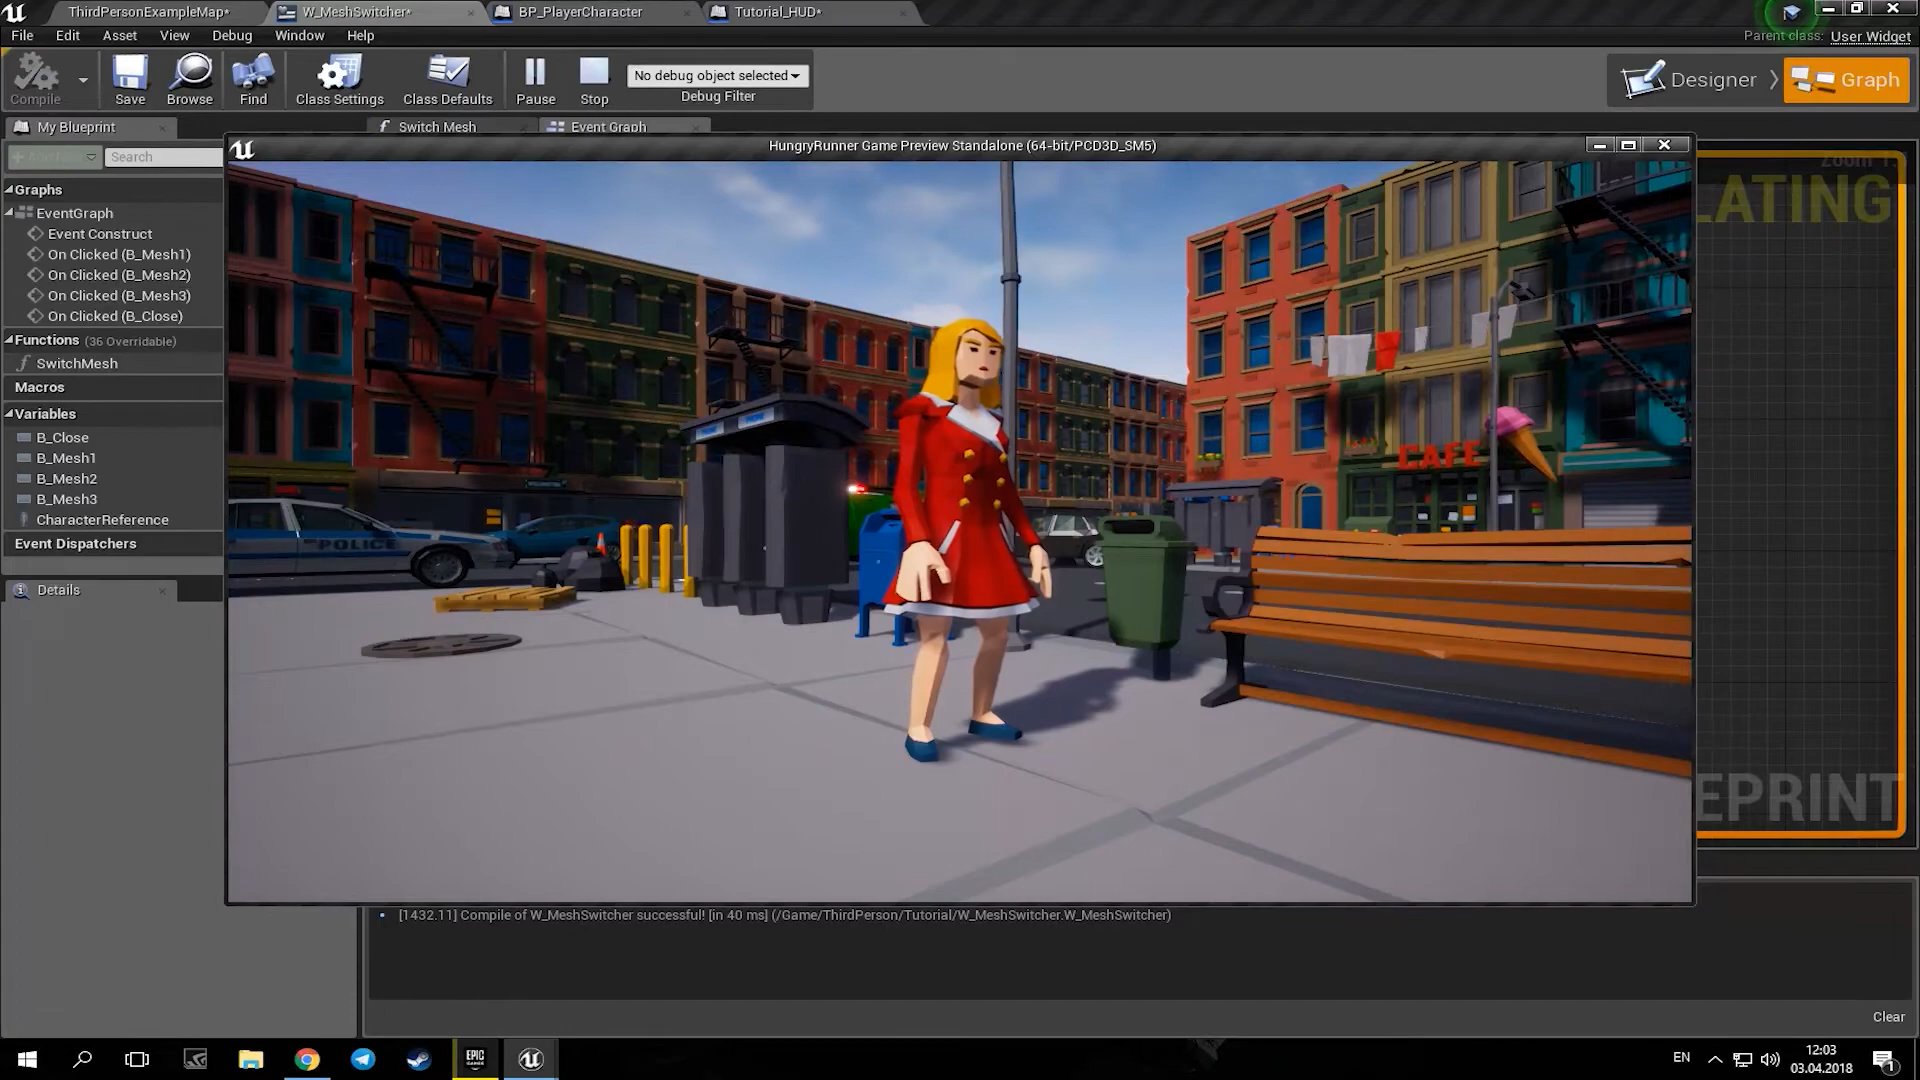 ThirdPersonExampleMap*
W_MeshSwitcher*
BP_PlayerCharacter
Tutorial_HUD*
File Edit Asset View Debug Window Help
Parent class: User Widget
Compile
Save
Browse
Find
Class Settings
Class Defaults
Pause
Stop
No debug object selected
Debug Filter
Designer
Graph
My Blueprint
Switch Mesh
Event Graph
Search
HungryRunner Game Preview Standalone (64-bit/PCD3D_SM5)
LATING
Graphs
EventGraph
Event Construct
On Clicked (B_Mesh1)
On Clicked (B_Mesh2)
On Clicked (B_Mesh3)
On Clicked (B_Close)
Functions (36 Overridable)
SwitchMesh
Macros
Variables
B_Close
B_Mesh1
B_Mesh2
B_Mesh3
CharacterReference
Event Dispatchers
Details
CAFE
POLICE
EPRINT
[1432.11] Compile of W_MeshSwitcher successful! [in 40 ms] (/Game/ThirdPerson/Tutorial/W_MeshSwitcher.W_MeshSwitcher)
Clear
EPIC
GAMES
EN
12:03
03.04.2018
1